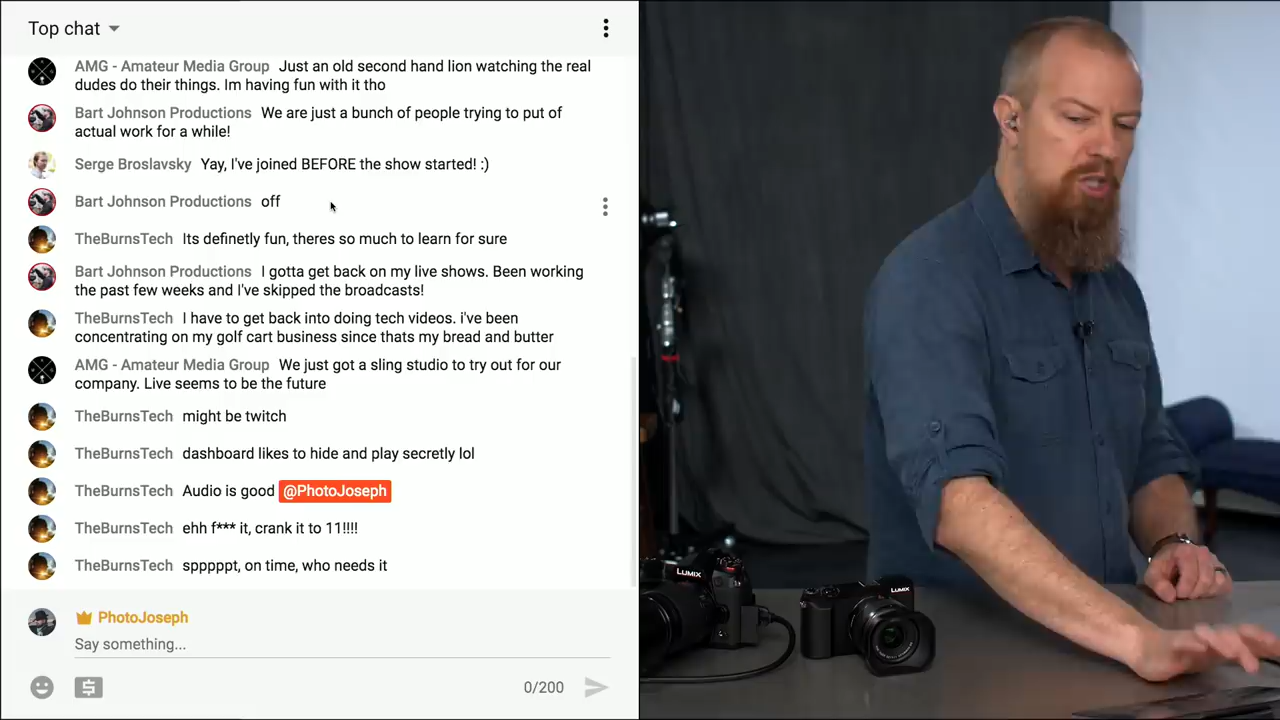 Top chat
AMG - Amateur Media Group Just an old second hand lion watching the real
dudes do their things. Im having fun with it tho
Bart Johnson Productions We are just a bunch of people trying to put of
actual work for a while!
Serge Broslavsky Yay, I've joined BEFORE the show started! :)
Bart Johnson Productions off
TheBurnsTech Its definetly fun, theres so much to learn for sure
Bart Johnson Productions I gotta get back on my live shows. Been working
the past few weeks and I've skipped the broadcasts!
TheBurnsTech I have to get back into doing tech videos. i've been
concentrating on my golf cart business since thats my bread and butter
AMG - Amateur Media Group We just got a sling studio to try out for our
company. Live seems to be the future
TheBurnsTech might be twitch
TheBurnsTech dashboard likes to hide and play secretly lol
TheBurnsTech Audio is good @PhotoJoseph
TheBurnsTech ehh f*** it, crank it to 11!!!!
TheBurnsTech spppppt, on time, who needs it
PhotoJoseph
Say something...
0/200
LUMIX
LUMIX